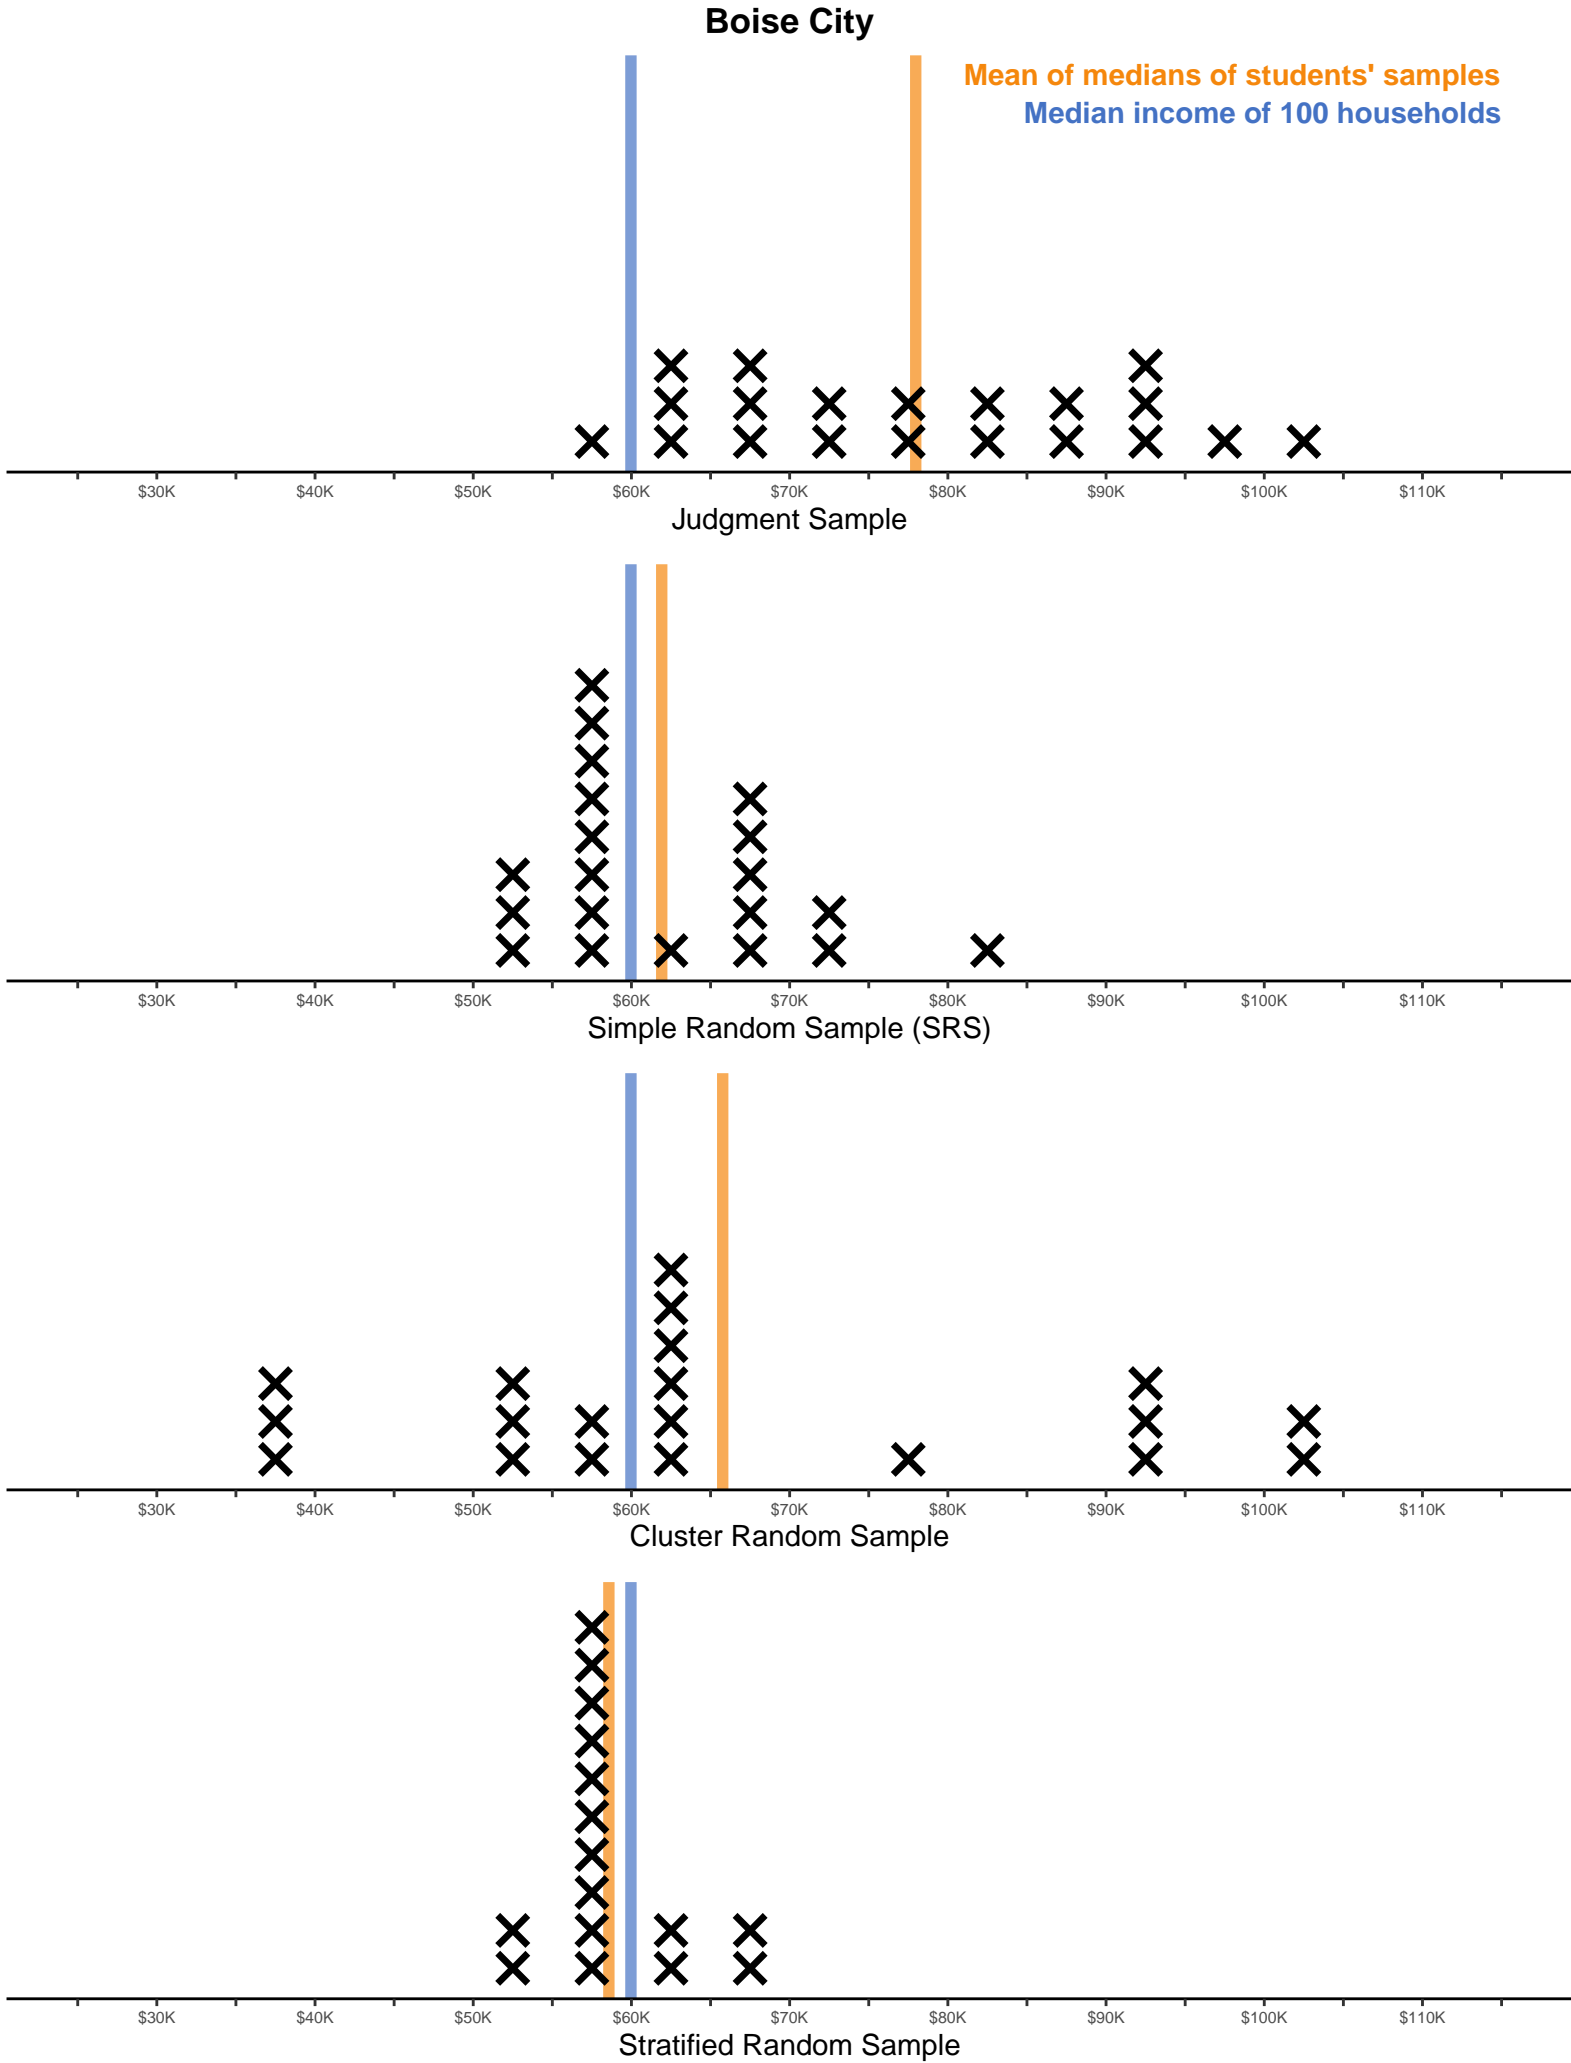 Boise City
Mean of medians of students' samples
Median income of 100 households
$30K $40K $50K $60K $70K $80K $90K $100K $110K
Judgment Sample
$30K $40K $50K $60K $70K $80K $90K $100K $110K
Simple Random Sample (SRS)
$30K $40K $50K $60K $70K $80K $90K $100K $110K
Cluster Random Sample
$30K $40K $50K $60K $70K $80K $90K $100K $110K
Stratified Random Sample